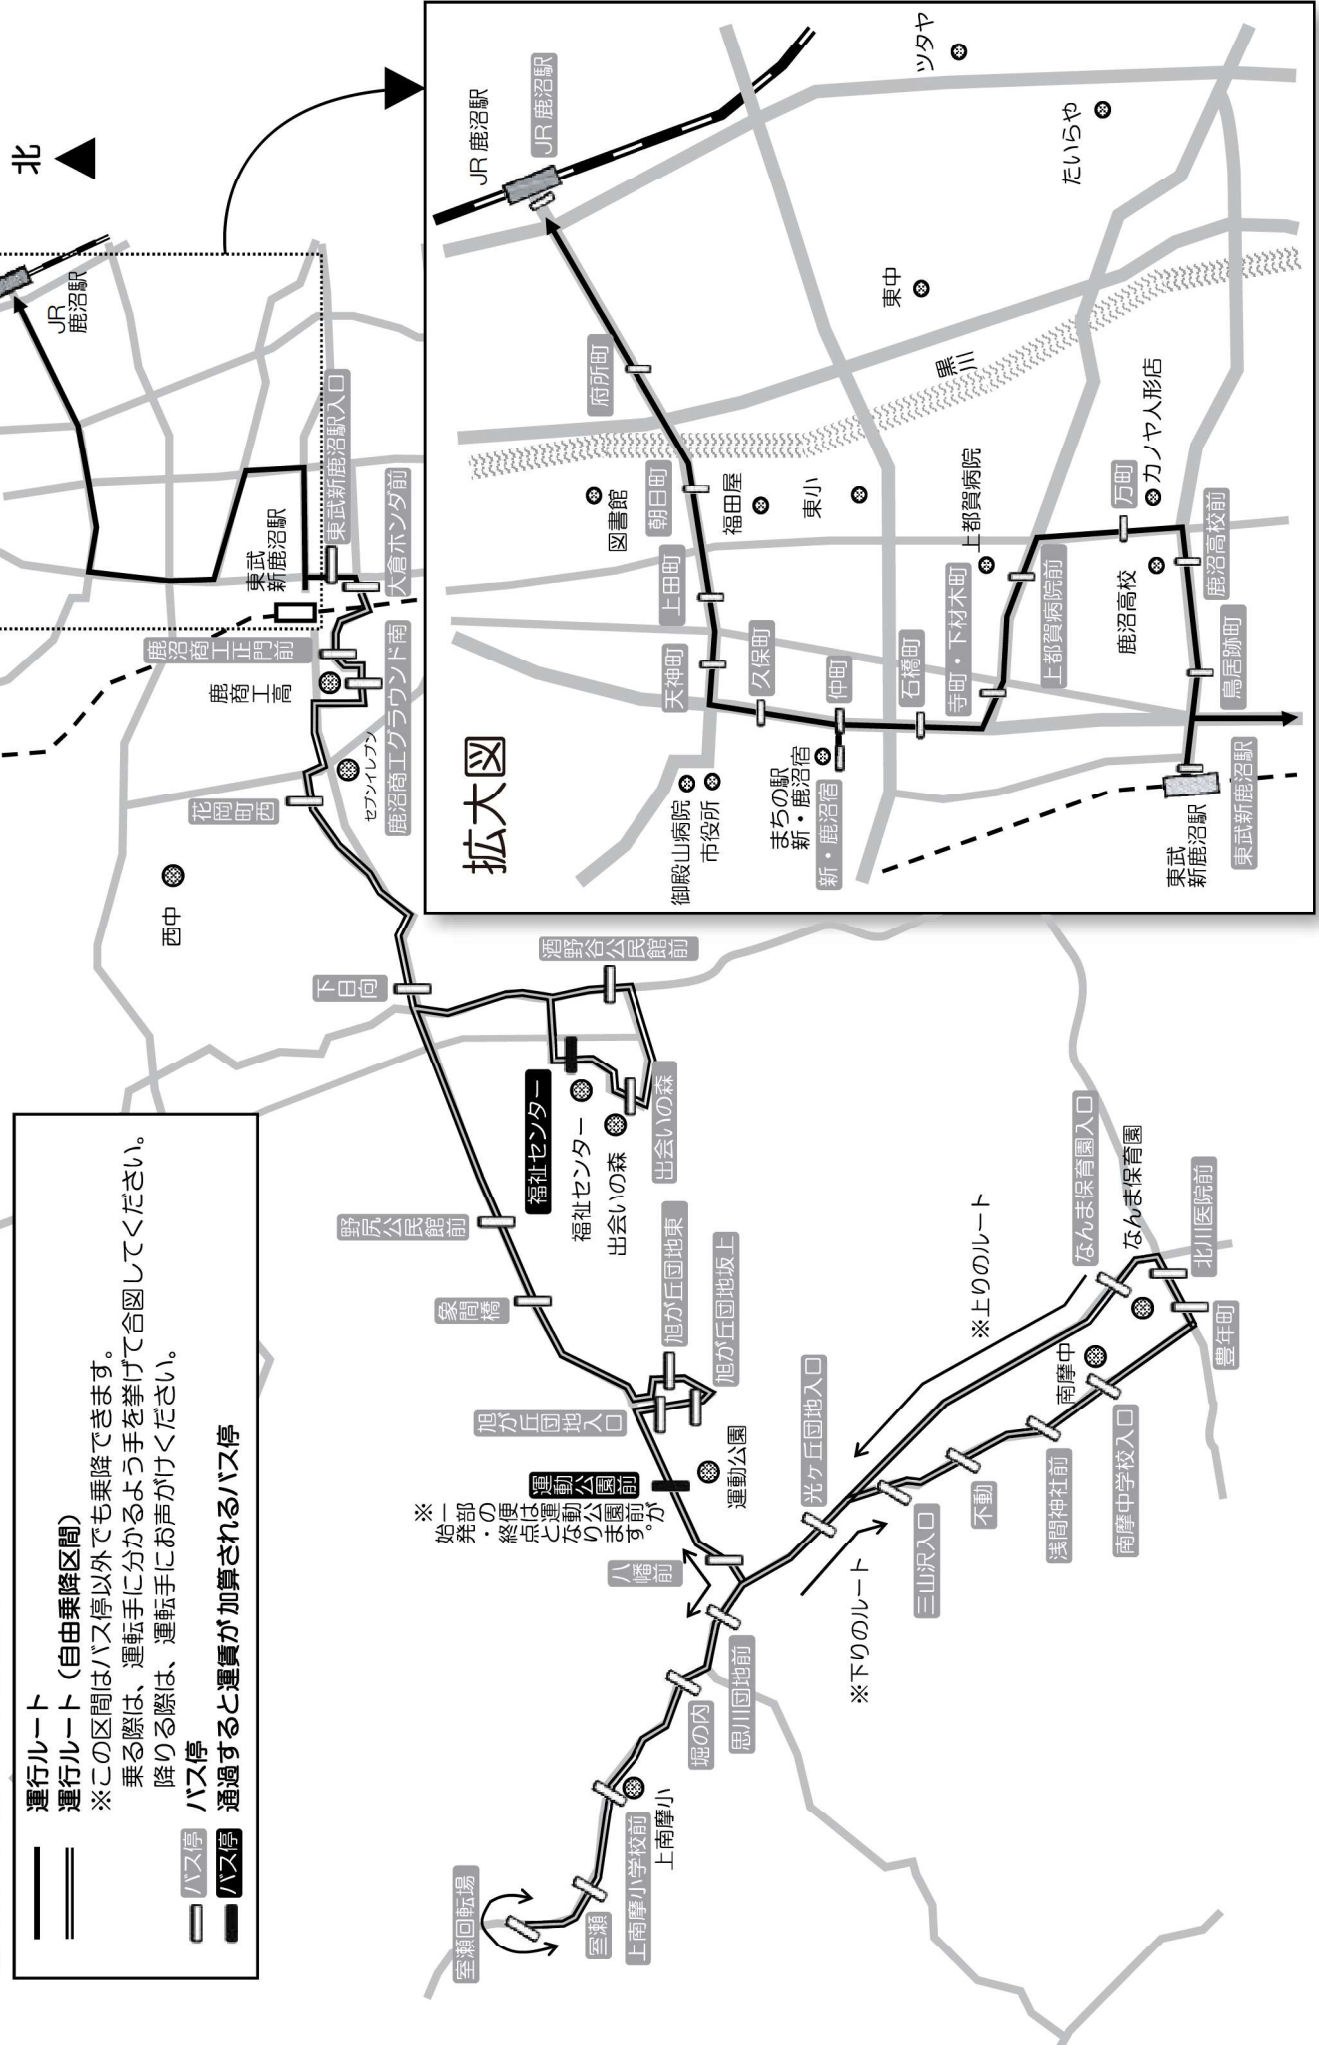 運行ルート
運行ルート（自由乗降区間）
※この区間はバス停以外でも乗降できます。
乗る際は、運転手に分かるよう手を挙げて合図してください。
降りる際は、運転手にお声がけください。
バス停 バス停
バス停 通過すると運賃が加算されるバス停
北
JR
鹿沼駅
東武
新鹿沼駅
東武新鹿沼駅入口
大倉ホンダ前
鹿沼商工正門前
鹿商工高
鹿沼商工グラウンド南
セブンイレブン
花岡町西
西中
下日向
酒野谷公民館前
福祉センター
福祉センター
出会いの森
出会いの森
野尻公民館前
象間橋
旭が丘団地東
旭が丘団地坂上
旭が丘団地入口
運動公園前
運動公園
※一部の便は運動公園前が
始発・終点となります。
八幡前
思川団地前
堀の内
上南摩小学校前
上南摩小
室瀬
室瀬回転場
光ヶ丘団地入口
※上りのルート
※下りのルート
三山沢入口
不動
浅間神社前
南摩中学校入口
南摩中
豊年町
北川医院前
なんま保育園
なんま保育園入口
拡大図
JR 鹿沼駅
JR 鹿沼駅
ツタヤ
たいらや
東中
黒川
府所町
図書館
朝日町
福田屋
東小
上田町
天神町
久保町
仲町
石橋町
寺町・下材木町
上都賀病院
上都賀病院前
万町
カノヤ人形店
鹿沼高校
鹿沼高校前
鳥居跡町
御殿山病院
市役所
まちの駅
新・鹿沼宿
新・鹿沼宿
東武
新鹿沼駅
東武新鹿沼駅